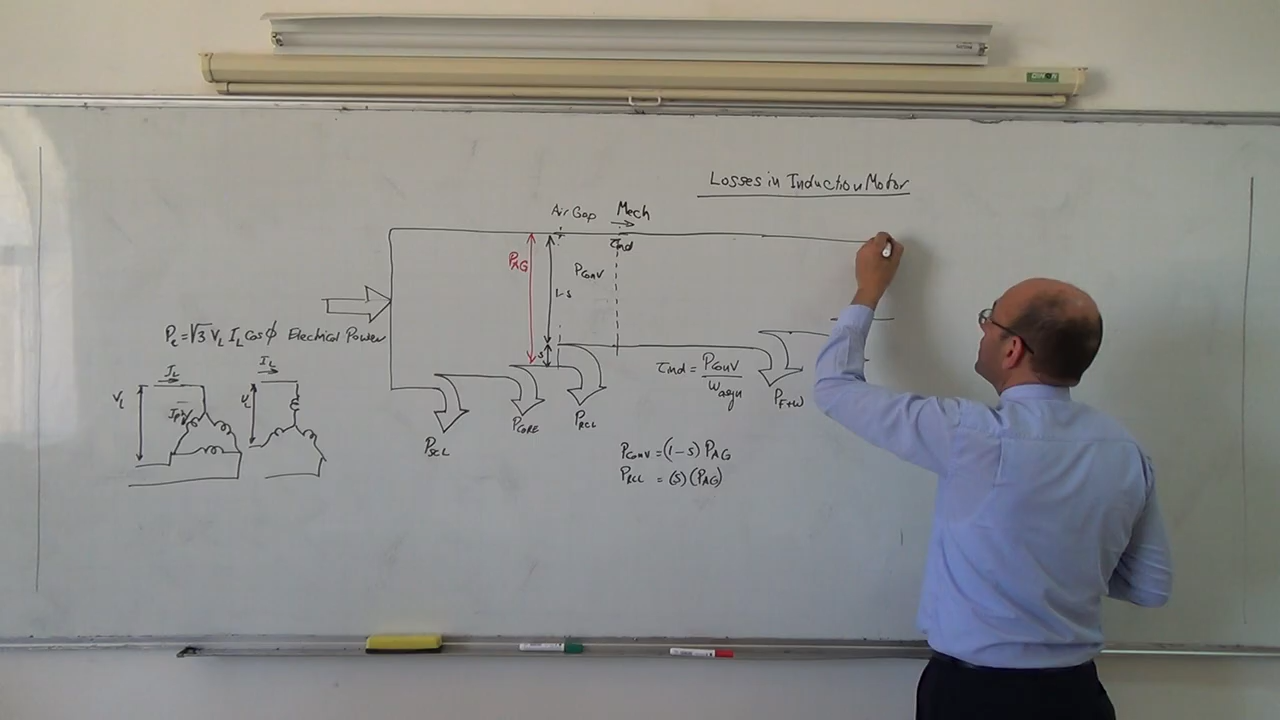 Losses in Induction Motor
Air Gap
Mech
τind
PAG
Pconv
1-s
s
Pc = √3 VL IL Cos φ Electrical Power
IL
VL
IL
VL
PSCL
PCORE
PRCL
τind = Pconv
ωasyn
PF+W
Pconv = (1-s) PAG
PRCL = (s) (PAG)